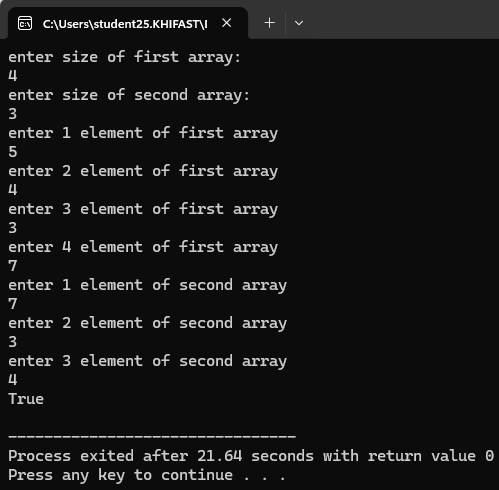 C:\Users\student25.KHIFAST\I
enter size of first array:
4
enter size of second array:
3
enter 1 element of first array
5
enter 2 element of first array
4
enter 3 element of first array
3
enter 4 element of first array
7
enter 1 element of second array
7
enter 2 element of second array
3
enter 3 element of second array
4
True
--------------------------------
Process exited after 21.64 seconds with return value 0
Press any key to continue . . .